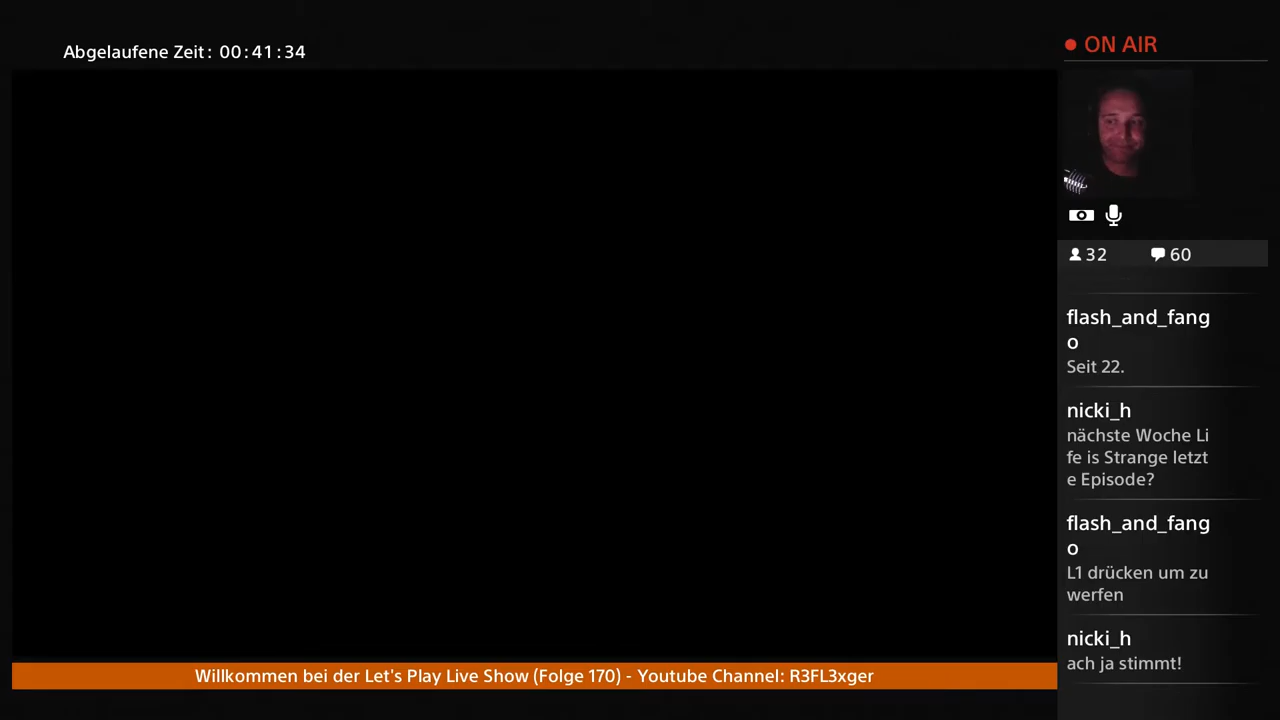 Abgelaufene Zeit: 00:41:34
ON AIR
32
60
flash_and_fang
o
Seit 22.
nicki_h
nächste Woche Li
fe is Strange letzt
e Episode?
flash_and_fang
o
L1 drücken um zu
werfen
nicki_h
ach ja stimmt!
Willkommen bei der Let's Play Live Show (Folge 170) - Youtube Channel: R3FL3xger